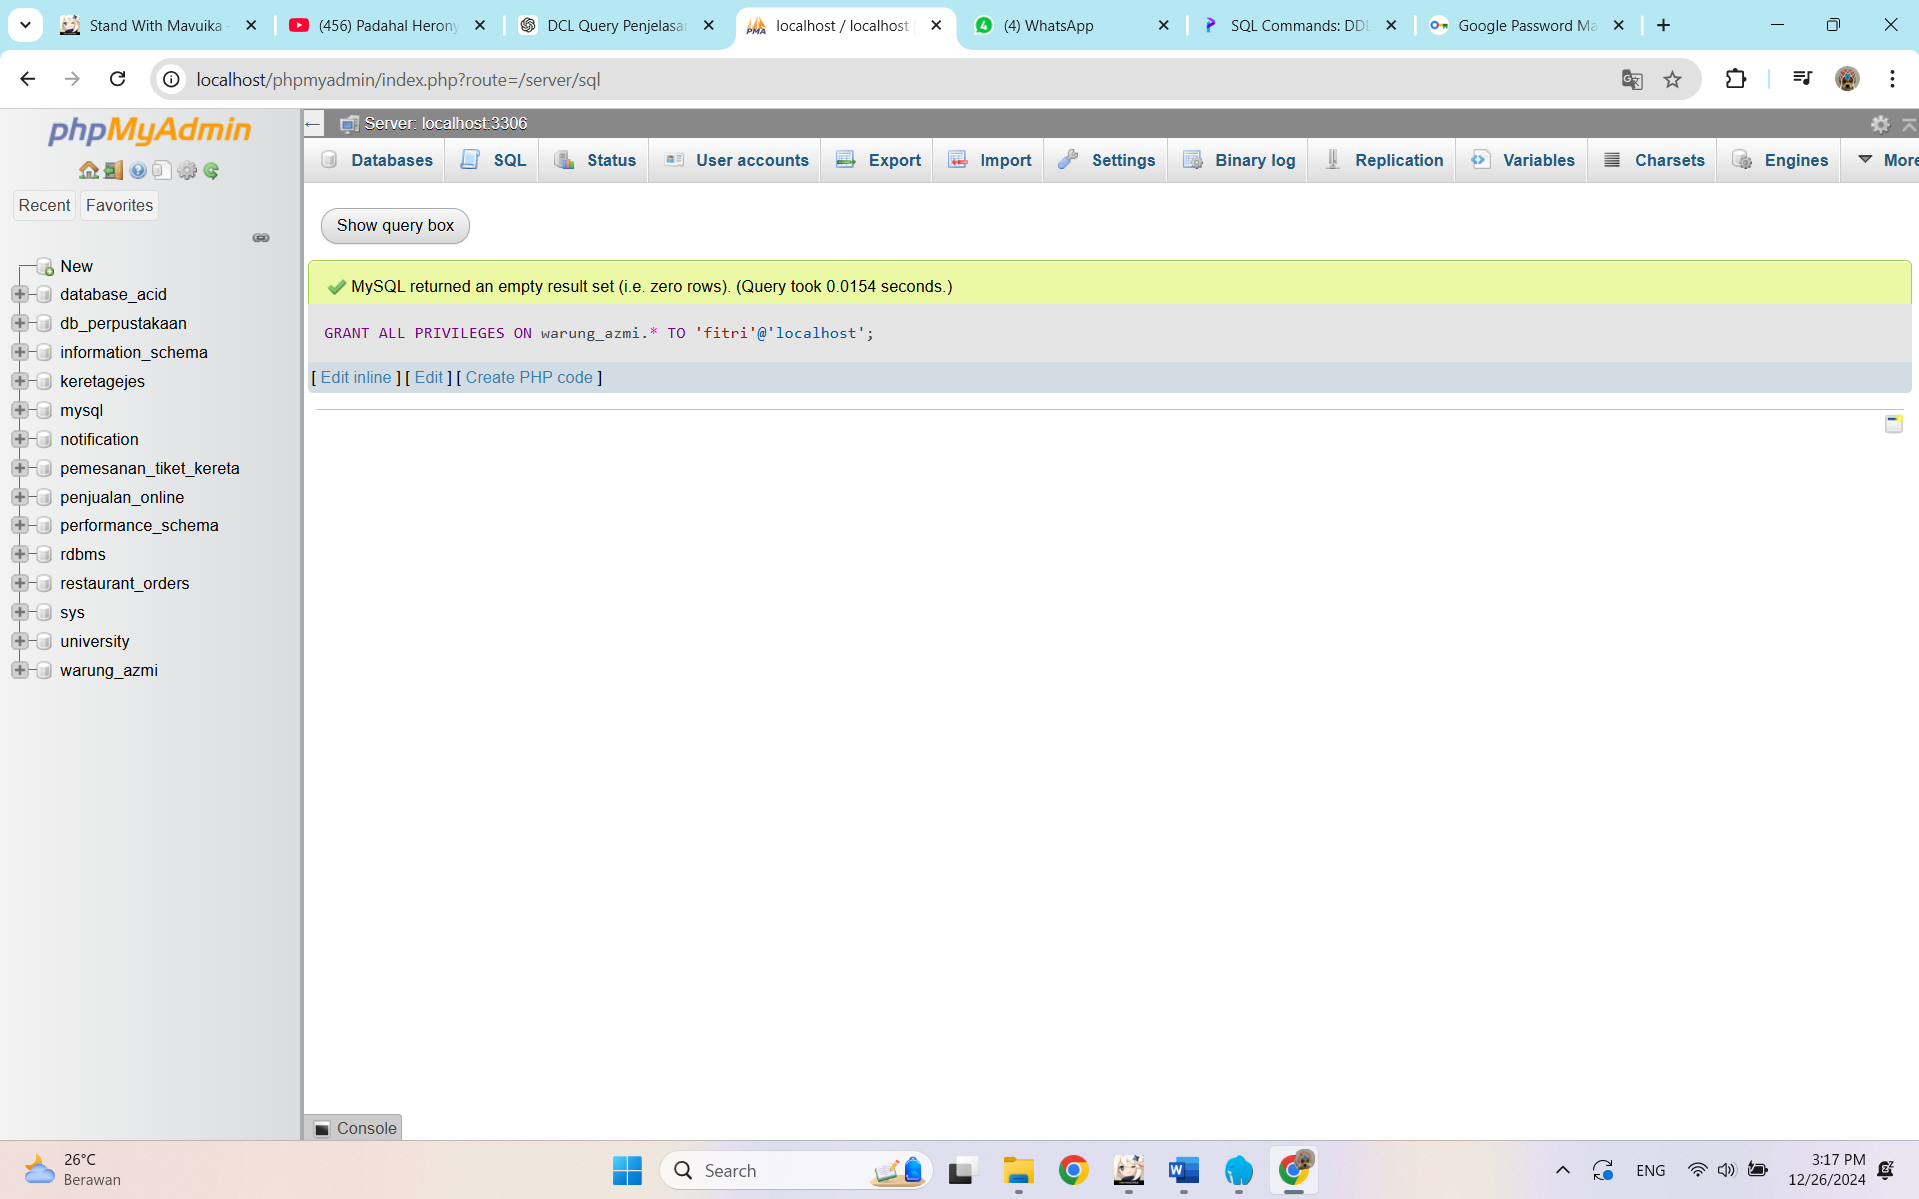 Stand With Mavuika -
(456) Padahal Herony
DCL Query Penjelasan
localhost / localhost
(4) WhatsApp
SQL Commands: DDL
Google Password Ma
localhost/phpmyadmin/index.php?route=/server/sql
phpMyAdmin
Recent
Favorites
New
database_acid
db_perpustakaan
information_schema
keretagejes
mysql
notification
pemesanan_tiket_kereta
penjualan_online
performance_schema
rdbms
restaurant_orders
sys
university
warung_azmi
Server: localhost:3306
Databases
SQL
Status
User accounts
Export
Import
Settings
Binary log
Replication
Variables
Charsets
Engines
More
Show query box
MySQL returned an empty result set (i.e. zero rows). (Query took 0.0154 seconds.)
GRANT ALL PRIVILEGES ON warung_azmi.* TO 'fitri'@'localhost';
[ Edit inline ] [ Edit ] [ Create PHP code ]
Console
26°C
Berawan
Search
ENG
3:17 PM
12/26/2024